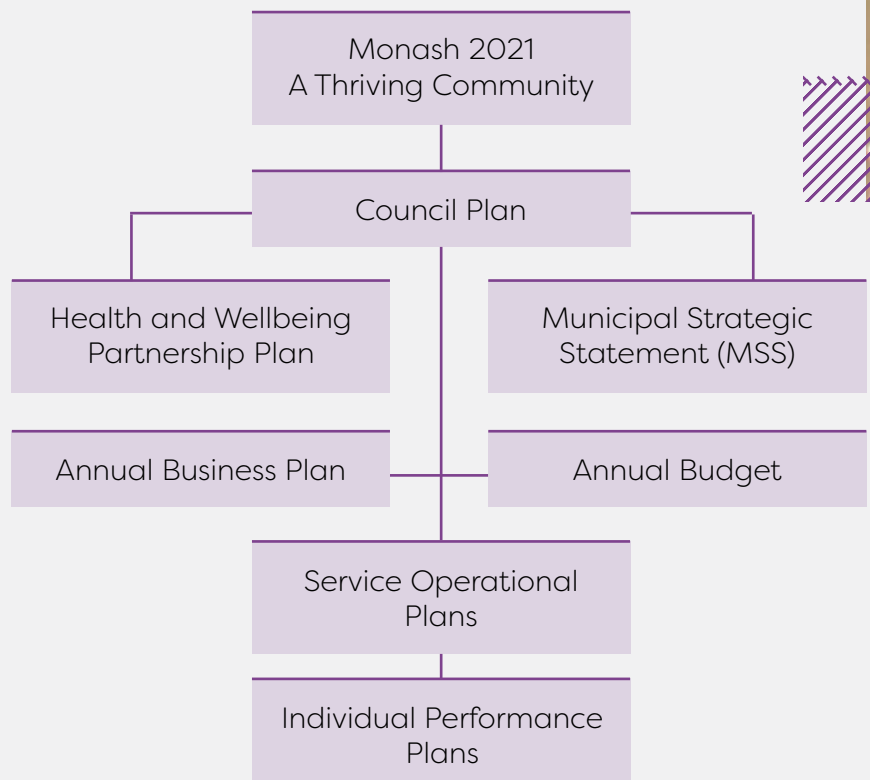 Monash 2021
A Thriving Community
Council Plan
Health and Wellbeing
Partnership Plan
Municipal Strategic
Statement (MSS)
Annual Business Plan
Annual Budget
Service Operational
Plans
Individual Performance
Plans